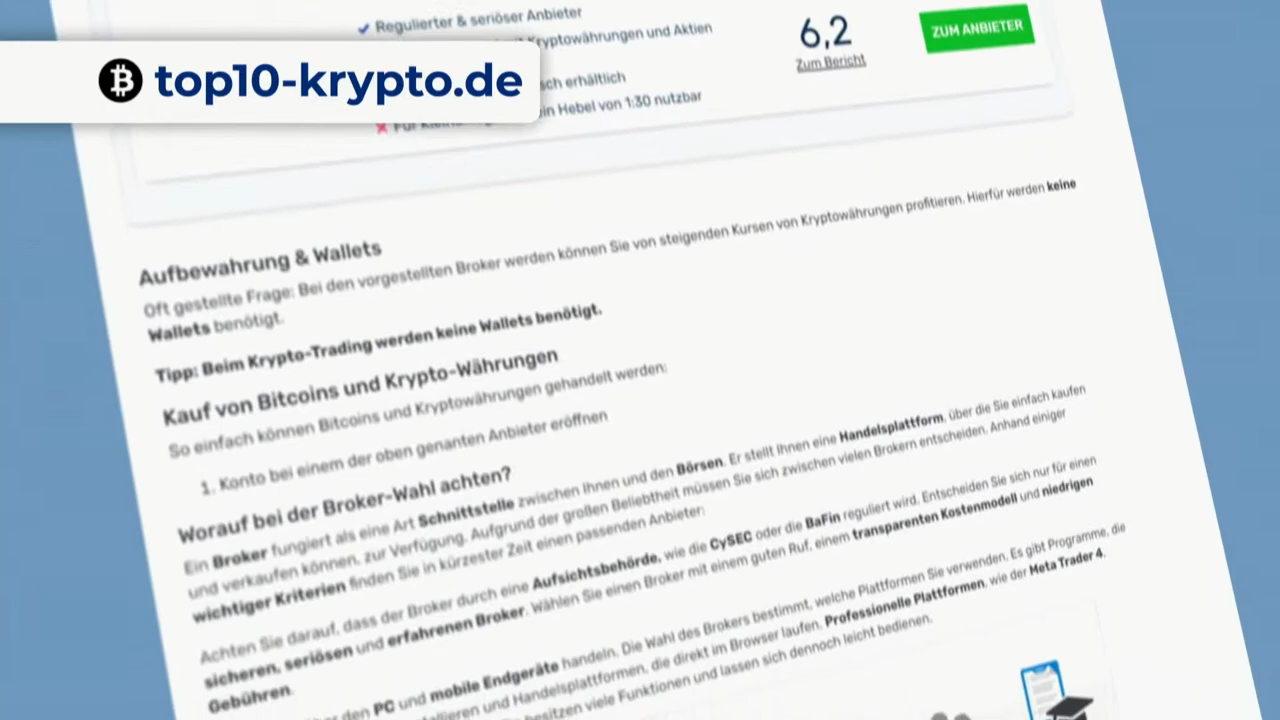 Regulierter & seriöser Anbieter
Kryptowährungen und Aktien
6,2
ZUM ANBIETER
Zum Bericht
top10-krypto.de
erhältlich
Hebel von 1:30 nutzbar
Für
Aufbewahrung & Wallets
Oft gestellte Frage: Bei den vorgestellten Broker werden können Sie von steigenden Kursen von Kryptowährungen profitieren. Hierfür werden keine
Wallets benötigt.
Tipp: Beim Krypto-Trading werden keine Wallets benötigt.
Kauf von Bitcoins und Krypto-Währungen
So einfach können Bitcoins und Kryptowährungen gehandelt werden:
1. Konto bei einem der oben genanten Anbieter eröffnen
Worauf bei der Broker-Wahl achten?
Ein Broker fungiert als eine Art Schnittstelle zwischen Ihnen und den Börsen. Er stellt Ihnen eine Handelsplattform, über die Sie einfach kaufen
und verkaufen können, zur Verfügung. Aufgrund der großen Beliebtheit müssen Sie sich zwischen vielen Brokern entscheiden. Anhand einiger
wichtiger Kriterien finden Sie in kürzester Zeit einen passenden Anbieter:
Achten Sie darauf, dass der Broker durch eine Aufsichtsbehörde, wie die CySEC oder die BaFin reguliert wird. Entscheiden Sie sich nur für einen
sicheren, seriösen und erfahrenen Broker. Wählen Sie einen Broker mit einem guten Ruf, einem transparenten Kostenmodell und niedrigen
Gebühren.
den PC und mobile Endgeräte handeln. Die Wahl des Brokers bestimmt, welche Plattformen Sie verwenden. Es gibt Programme, die
und Handelsplattformen, die direkt im Browser laufen. Professionelle Plattformen, wie der Meta Trader 4,
besitzen viele Funktionen und lassen sich dennoch leicht bedienen.